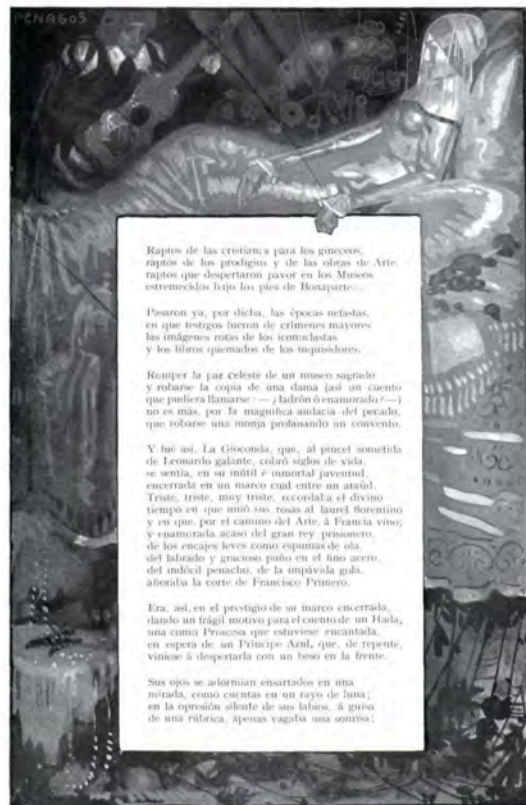 PENAGOS
Raptos de las cristianas para los gineceos,
raptos de los prodigios y de las obras de Arte,
raptos que despertaron pavor en los Museos
estremecidos bajo los pies de Bonaparte...
Pasaron ya, por dicha, las épocas nefastas,
en que testigos fueron de crímenes mayores
las imágenes rotas de los iconoclastas
y los libros quemados de los inquisidores.
Romper la paz celeste de un museo sagrado
y robarse la copia de una dama (así un cuento
que pudiera llamarse: —¿ladrón ó enamorado?—)
no es más, por la magnífica audacia del pecado,
que robarse una monja profanando un convento.
Y fué así. La Gioconda, que, al pincel sometida
de Leonardo galante, cobró siglos de vida,
se sentía, en su inútil é inmortal juventud,
encerrada en un marco cual entre un ataúd.
Triste, triste, muy triste, recordaba el divino
tiempo en que unió sus rosas al laurel florentino
y en que, por el camino del Arte, á Francia vino;
y enamorada acaso del gran rey prisionero,
de los encajes leves como espumas de ola,
del labrado y gracioso puño en el fino acero,
del indócil penacho, de la impávida gola,
añoraba la corte de Francisco Primero.
Era, así, en el prestigio de su marco encerrada,
dando un frágil motivo para el cuento de un Hada,
una como Princesa que estuviese encantada,
en espera de un Príncipe Azul, que, de repente,
viniese á despertarla con un beso en la frente.
Sus ojos se adormían ensartados en una
mirada, como cuentas en un rayo de luna;
en la opresión silente de sus labios, á guisa
de una rúbrica, apenas vagaba una sonrisa;